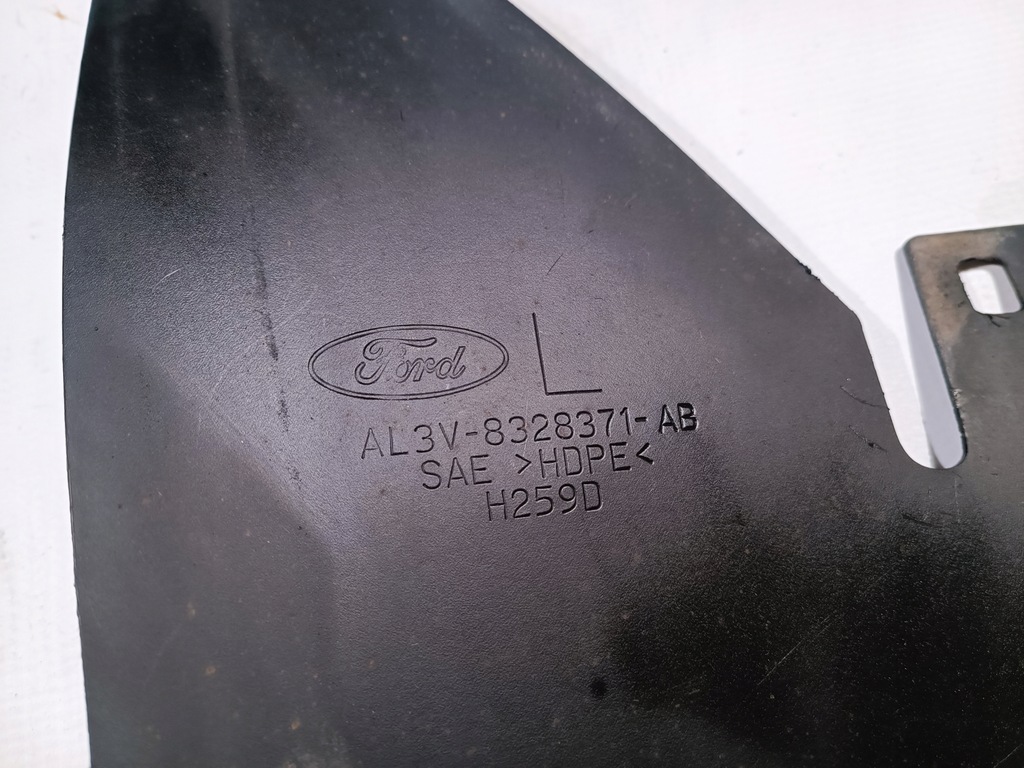 Ford L
AL3V-8328371-AB
SAE >HDPE<
H259D